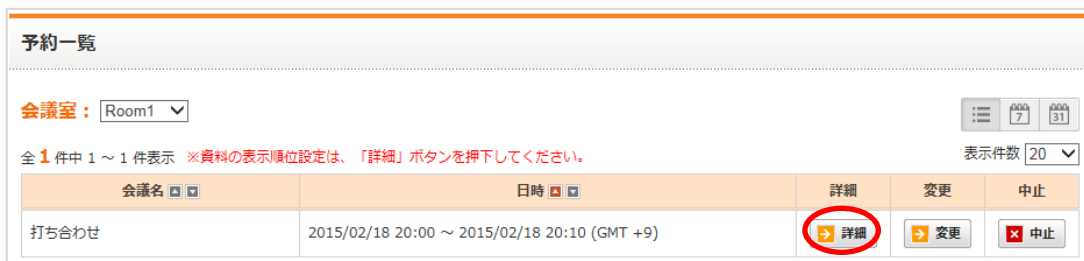 予約一覧
会議室： Room1
7 31
全 1 件中 1 ～ 1 件表示 ※資料の表示順位設定は、「詳細」ボタンを押下してください。 表示件数 20
会議名 日時 詳細 変更 中止
打ち合わせ 2015/02/18 20:00 ～ 2015/02/18 20:10 (GMT +9) 詳細 変更 中止